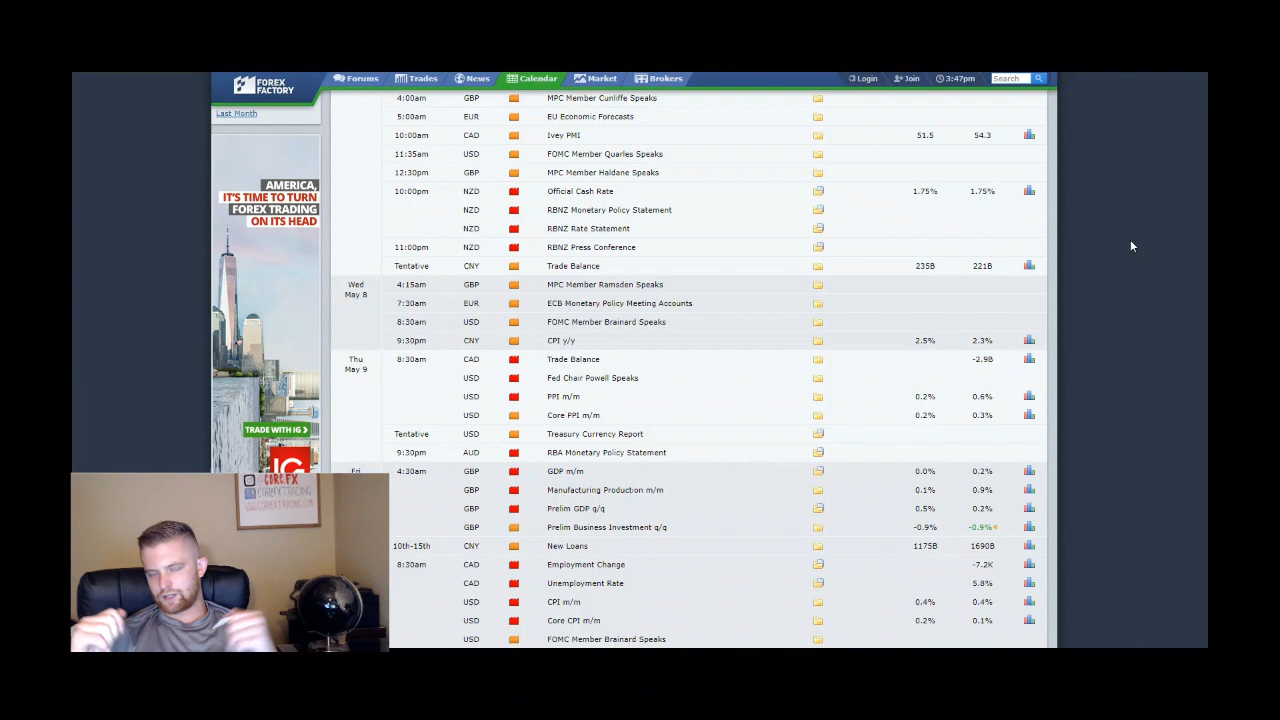 FOREX
FACTORY
Forums Trades News Calendar Market Brokers Login Join 3:47pm Search
Last Month
AMERICA,
IT'S TIME TO TURN
FOREX TRADING
ON ITS HEAD
TRADE WITH IG >
IG
4:00am GBP MPC Member Cunliffe Speaks
5:00am EUR EU Economic Forecasts
10:00am CAD Ivey PMI 51.5 54.3
11:35am USD FOMC Member Quarles Speaks
12:30pm GBP MPC Member Haldane Speaks
10:00pm NZD Official Cash Rate 1.75% 1.75%
NZD RBNZ Monetary Policy Statement
NZD RBNZ Rate Statement
11:00pm NZD RBNZ Press Conference
Tentative CNY Trade Balance 235B 221B
Wed
May 8
4:15am GBP MPC Member Ramsden Speaks
7:30am EUR ECB Monetary Policy Meeting Accounts
8:30am USD FOMC Member Brainard Speaks
9:30pm CNY CPI y/y 2.5% 2.3%
Thu
May 9
8:30am CAD Trade Balance -2.9B
USD Fed Chair Powell Speaks
USD PPI m/m 0.2% 0.6%
USD Core PPI m/m 0.2% 0.3%
Tentative USD Treasury Currency Report
9:30pm AUD RBA Monetary Policy Statement
Fri
4:30am GBP GDP m/m 0.0% 0.2%
GBP Manufacturing Production m/m 0.1% 0.9%
GBP Prelim GDP q/q 0.5% 0.2%
GBP Prelim Business Investment q/q -0.9% -0.9%
10th-15th CNY New Loans 1175B 1690B
8:30am CAD Employment Change -7.2K
CAD Unemployment Rate 5.8%
USD CPI m/m 0.4% 0.4%
USD Core CPI m/m 0.2% 0.1%
USD FOMC Member Brainard Speaks
CORE.FX